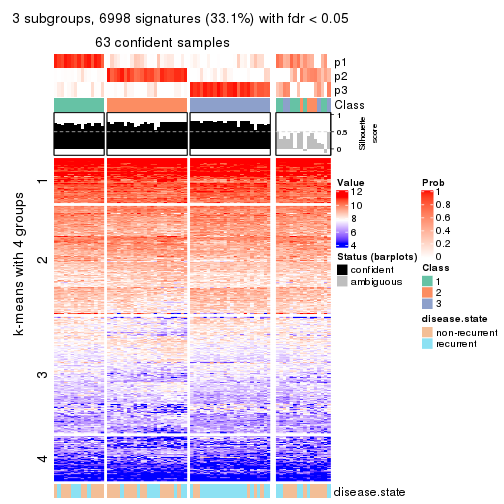 3 subgroups, 6998 signatures (33.1%) with fdr < 0.05
63 confident samples
p1
p2
p3
Class
1
0.5
0
Silhouette
score
k-means with 4 groups
1
2
3
4
disease.state
Value
12
10
8
6
4
Status (barplots)
confident
ambiguous
Prob
1
0.8
0.6
0.4
0.2
0
Class
1
2
3
disease.state
non-recurrent
recurrent